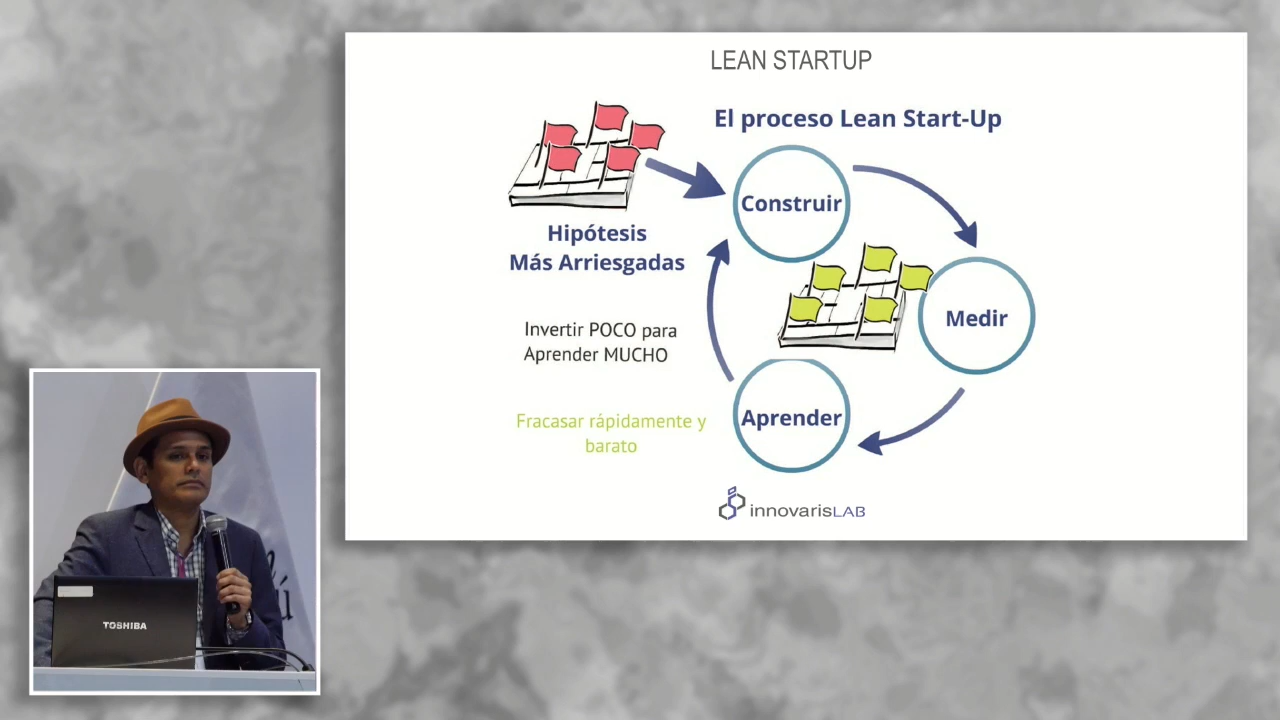 LEAN STARTUP
El proceso Lean Start-Up
Construir
Hipótesis
Más Arriesgadas
Medir
Invertir POCO para
Aprender MUCHO
Aprender
Fracasar rápidamente y
barato
innovarisLAB
TOSHIBA